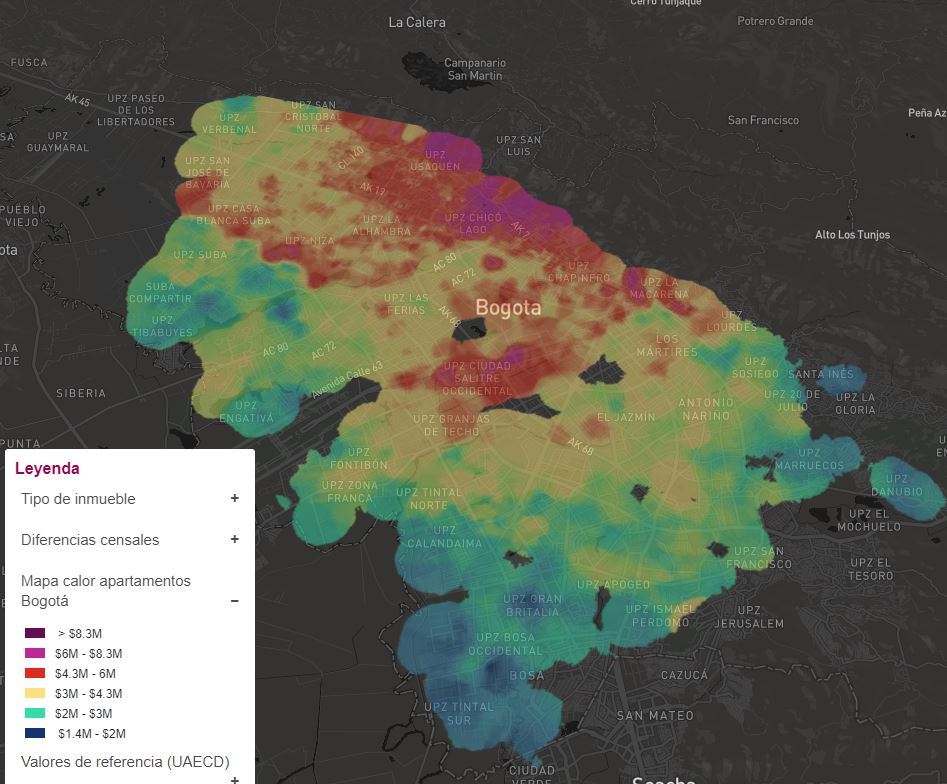 Cerro Tunjaque
La Calera
Potrero Grande
FUSCA
Campanario
San Martin
AK 45
UPZ PASEO
DE LOS
LIBERTADORES
UPZ SAN
CRISTOBAL
NORTE
UPZ
VERBENAL
Peña Az
San Francisco
UPZ
GUAYMARAL
SA
UPZ SAN
LUIS
CL 140
UPZ
USAQUÉN
UPZ SAN
JOSÉ DE
BAVARIA
AK 19
PUEBLO
VIEJO
UPZ CASA
BLANCA SUBA
UPZ LA
ALHAMBRA
UPZ CHICÓ
LAGO
AK 7
Alto Los Tunjos
ota
UPZ NIZA
UPZ SUBA
AC 80
AC 72
UPZ
CHAPINERO
SUBA
COMPARTIR
UPZ LA
MACARENA
UPZ LAS
FERIAS
Bogota
AK 68
UPZ
TIBABUYES
UPZ
LOURDES
LTA
NDE
AC 80
AC 72
LOS
MÁRTIRES
Avenida Calle 63
UPZ CIUDAD
SALITRE
OCCIDENTAL
UPZ
SOSIEGO
SANTA INÉS
SIBERIA
UPZ 20 DE
JULIO
UPZ LA
GLORIA
UPZ
ENGATIVÁ
ANTONIO
NARIÑO
EL JAZMÍN
UPZ GRANJAS
DE TECHO
PUNTA
AK 68
UPZ
FONTIBÓN
UPZ
MARRUECOS
UPZ
DANUBIO
UPZ ZONA
FRANCA
UPZ TINTAL
NORTE
UPZ EL
MOCHUELO
UPZ
CALANDAIMA
UPZ SAN
FRANCISCO
UPZ EL
TESORO
UPZ APOGEO
UPZ GRAN
BRITALIA
UPZ ISMAEL
PERDOMO
UPZ
JERUSALEM
UPZ BOSA
OCCIDENTAL
BOSA
CAZUCÁ
UPZ TINTAL
SUR
SAN MATEO
CIUDAD
VERDE
Soacha
Leyenda
Tipo de inmueble +
Diferencias censales +
Mapa calor apartamentos
Bogotá −
> $8.3M
$6M - $8.3M
$4.3M - 6M
$3M - $4.3M
$2M - $3M
$1.4M - $2M
Valores de referencia (UAECD)
+